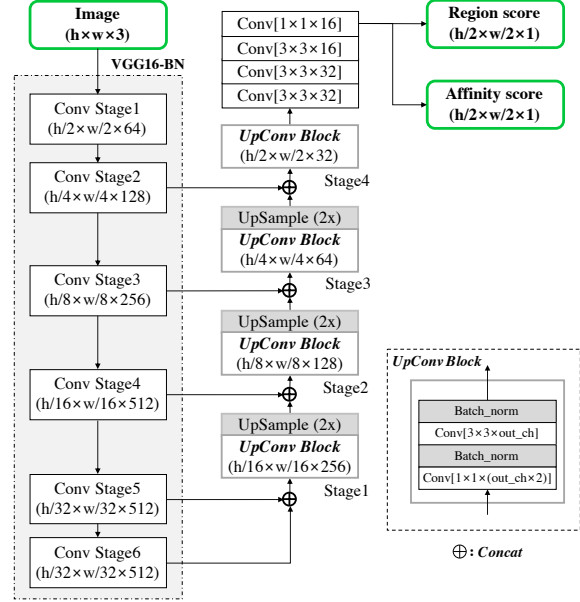 Image
(h×w×3)
VGG16-BN
Conv Stage1
(h/2×w/2×64)
Conv Stage2
(h/4×w/4×128)
Conv Stage3
(h/8×w/8×256)
Conv Stage4
(h/16×w/16×512)
Conv Stage5
(h/32×w/32×512)
Conv Stage6
(h/32×w/32×512)
Conv[1×1×16]
Conv[3×3×16]
Conv[3×3×32]
Conv[3×3×32]
UpConv Block
(h/2×w/2×32)
Stage4
UpSample (2x)
UpConv Block
(h/4×w/4×64)
Stage3
UpSample (2x)
UpConv Block
(h/8×w/8×128)
Stage2
UpSample (2x)
UpConv Block
(h/16×w/16×256)
Stage1
Region score
(h/2×w/2×1)
Affinity score
(h/2×w/2×1)
UpConv Block
Batch_norm
Conv[3×3×out_ch]
Batch_norm
Conv[1×1×(out_ch×2)]
⊕: Concat